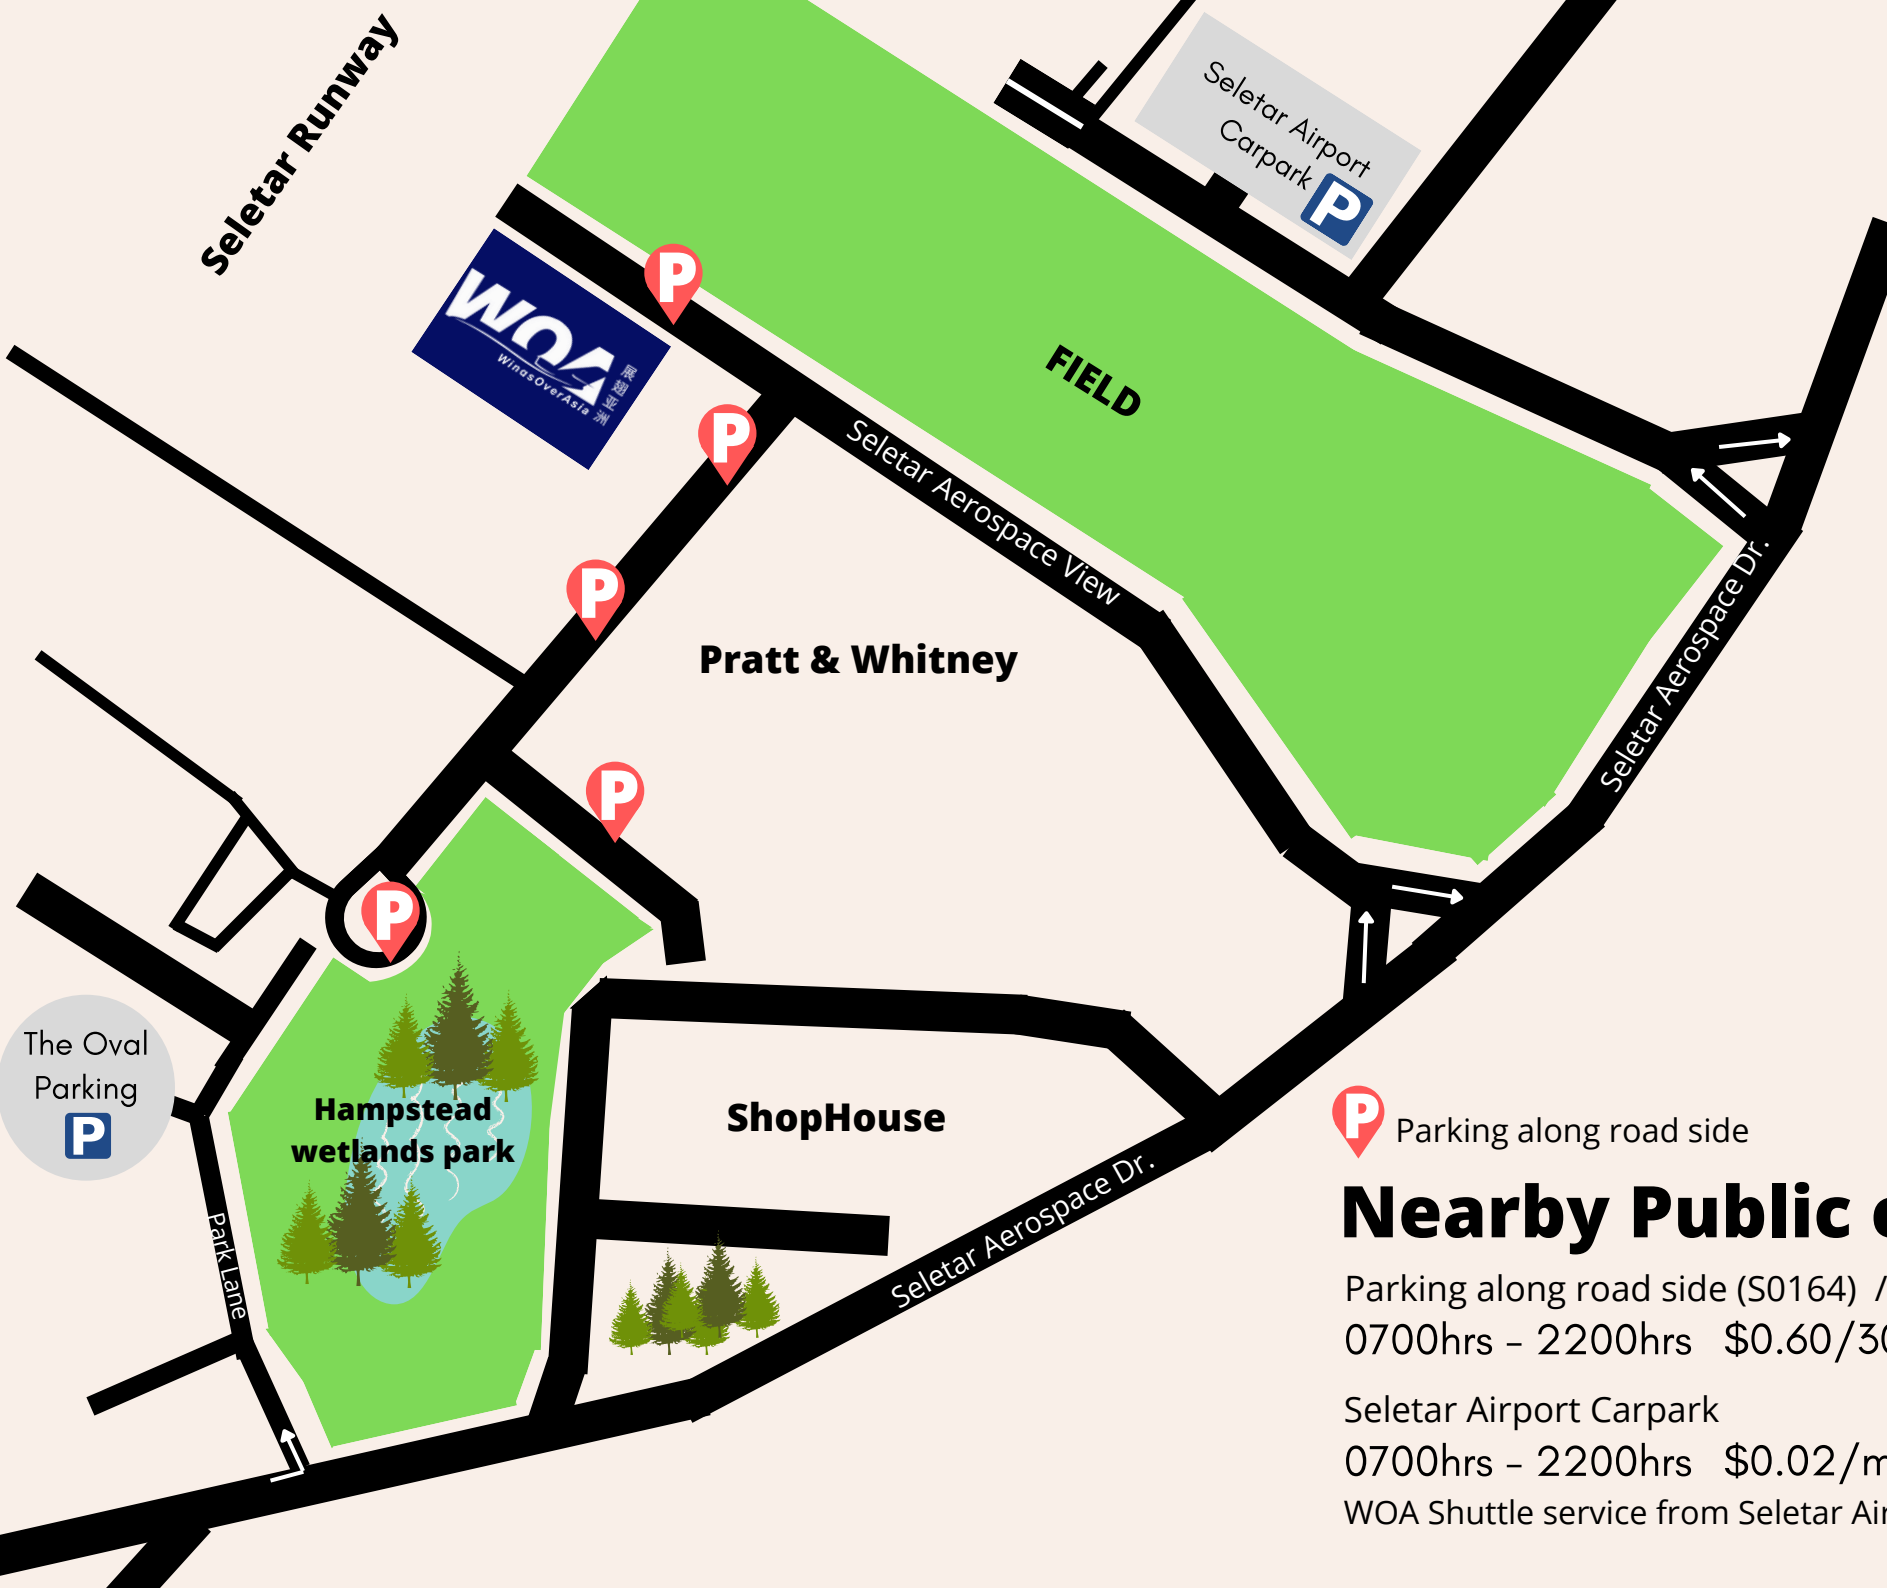 Seletar Runway
Seletar Airport
Carpark
P
P
WOA
WingsOverAsia
展翅亚洲
FIELD
P
Seletar Aerospace View
P
Pratt & Whitney
Seletar Aerospace Dr.
P
P
The Oval
Parking
P
Hampstead
wetlands park
ShopHouse
Park Lane
Seletar Aerospace Dr.
P Parking along road side
Nearby Public
Parking along road side (S0164) /
0700hrs - 2200hrs $0.60/30
Seletar Airport Carpark
0700hrs - 2200hrs $0.02/m
WOA Shuttle service from Seletar Air